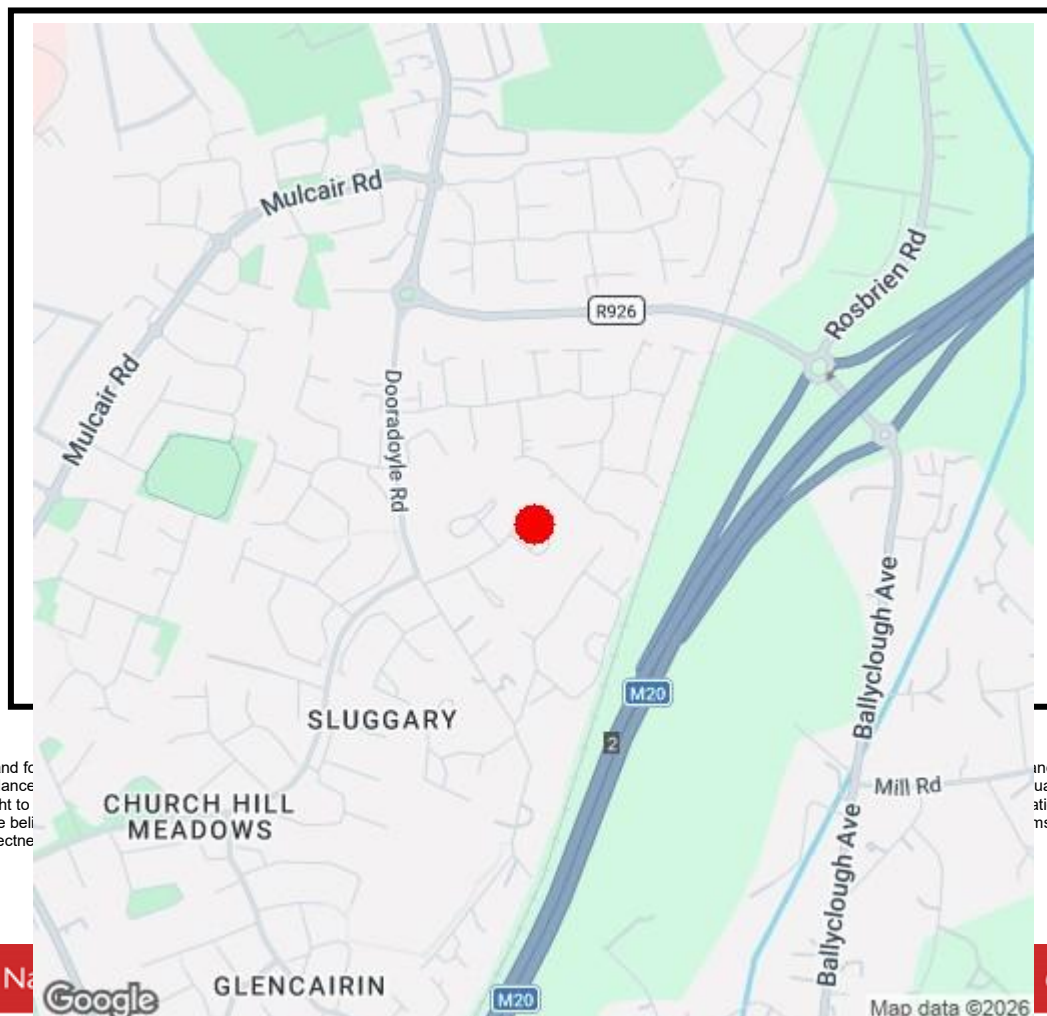 Mulcair Rd
R926
Rosbrien Rd
Mulcair Rd
Dooradoyle Rd
Ballyclough Ave
M20
SLUGGARY
2
Mill Rd
CHURCH HILL
MEADOWS
Ballyclough Ave
GLENCAIRIN
M20
Google
Map data ©2026